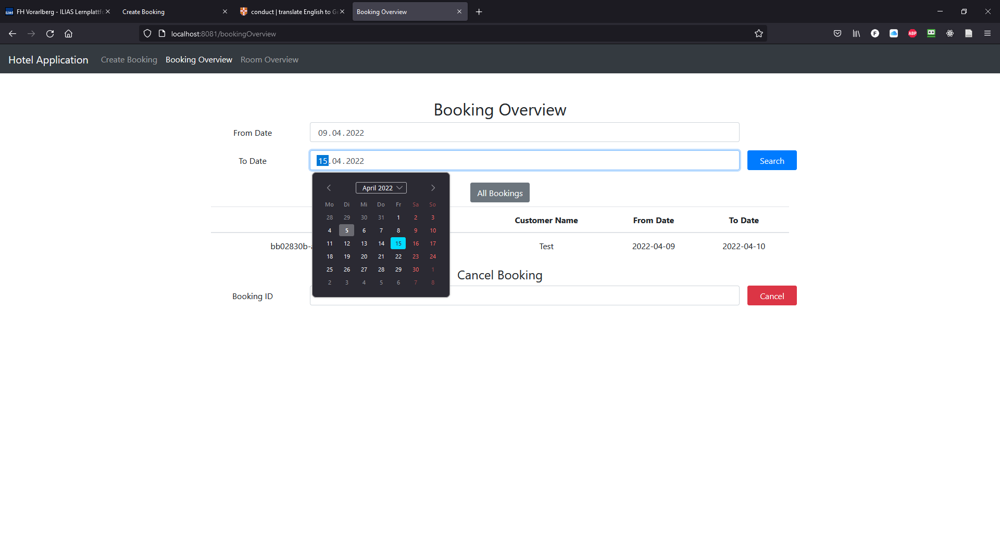 FH Vorarlberg - ILIAS Lernplattfo
Create Booking
conduct | translate English to Ge
Booking Overview
localhost:8081/bookingOverview
F
ABP
Hotel Application Create Booking Booking Overview Room Overview
Booking Overview
From Date 09.04.2022
To Date 15.04.2022 Search
April 2022
Mo Di Mi Do Fr Sa So
28 29 30 31 1 2 3
4 5 6 7 8 9 10
11 12 13 14 15 16 17
18 19 20 21 22 23 24
25 26 27 28 29 30 1
2 3 4 5 6 7 8
All Bookings
Customer Name From Date To Date
bb02830b- Test 2022-04-09 2022-04-10
Cancel Booking
Booking ID Cancel